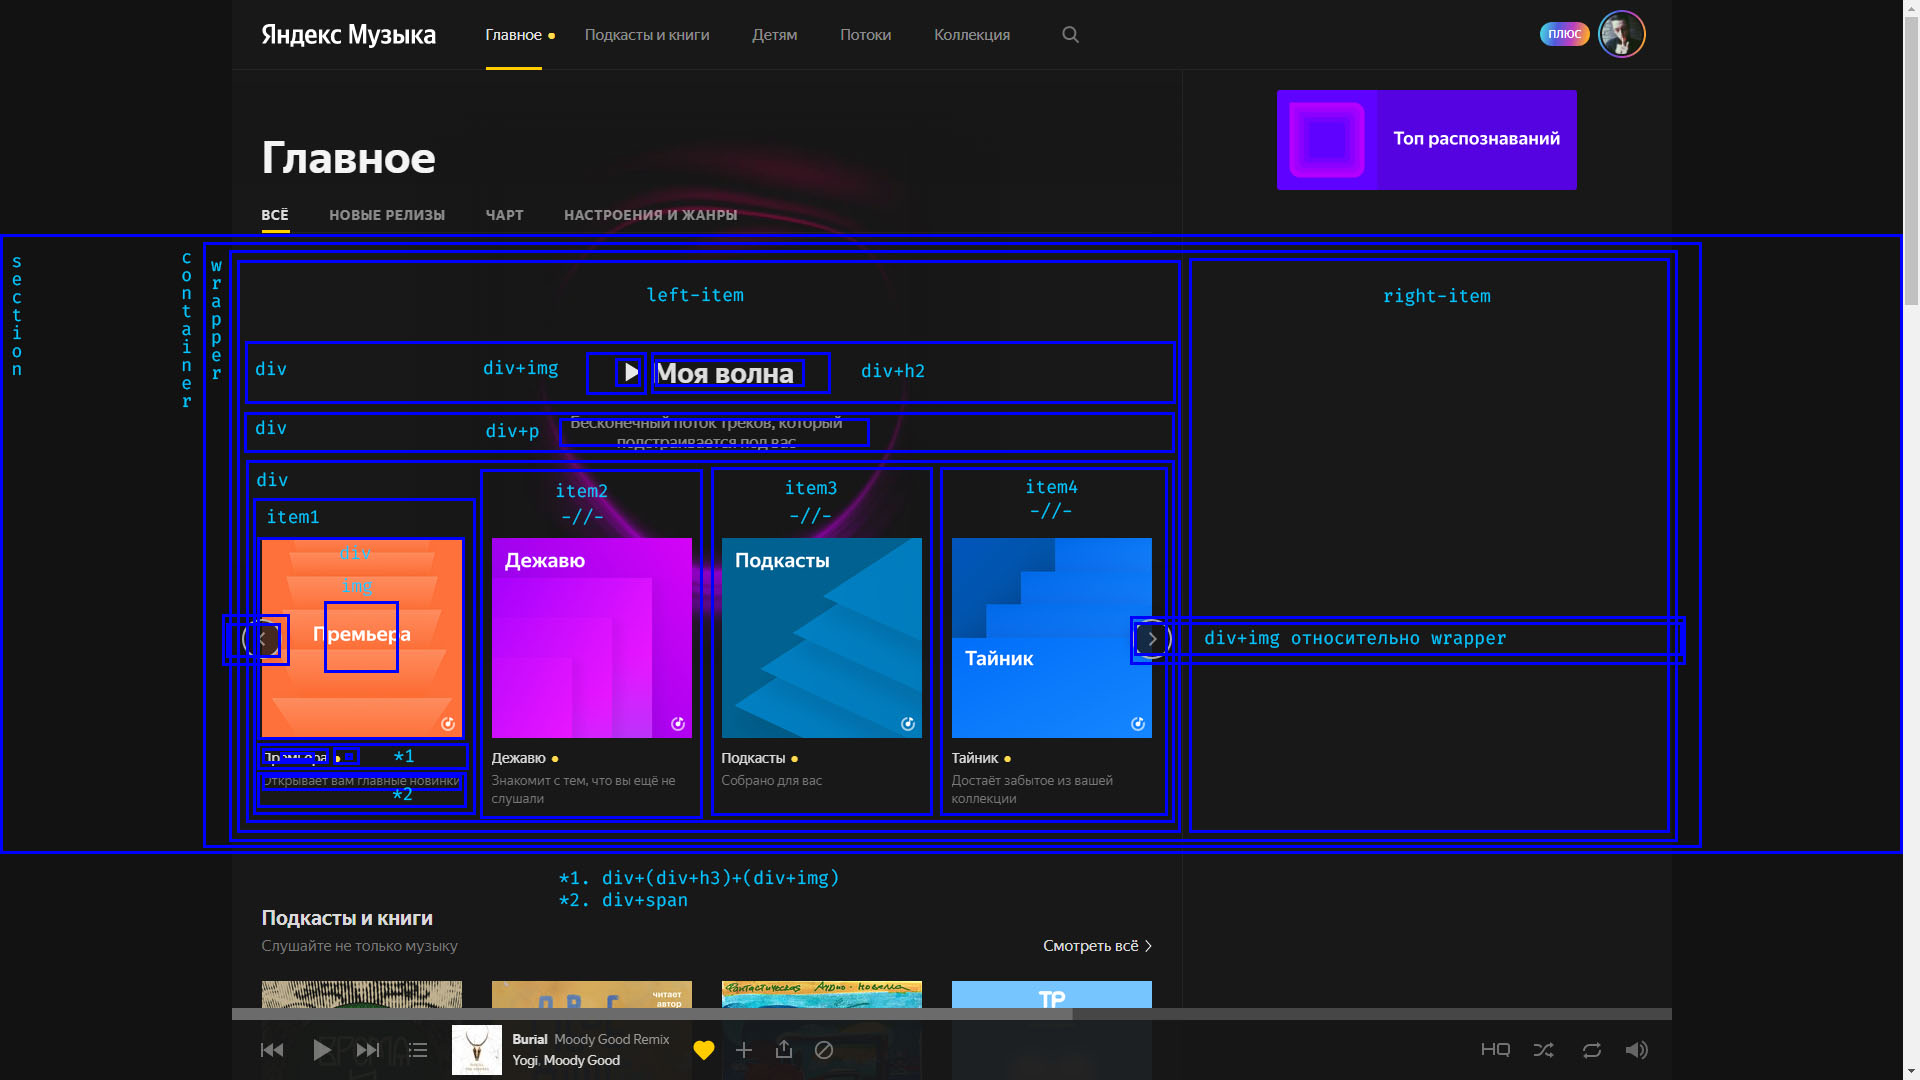 Яндекс Музыка
Главное
Подкасты и книги
Детям
Потоки
Коллекция
ПЛЮС
Топ распознаваний
Главное
ВСЁ
НОВЫЕ РЕЛИЗЫ
ЧАРТ
НАСТРОЕНИЯ И ЖАНРЫ
section
container
wrapper
left-item
right-item
div
div+img
Моя волна
div+h2
div
div+p
Бесконечный поток треков, который
подстраивается под вас
div
item1
item2
-//-
item3
-//-
item4
-//-
div
img
Премьера
Дежавю
Подкасты
Тайник
div+img относительно wrapper
Премьера
*1
Открывает вам главные новинки
*2
Дежавю
Знакомит с тем, что вы ещё не
слушали
Подкасты
Собрано для вас
Тайник
Достаёт забытое из вашей
коллекции
*1. div+(div+h3)+(div+img)
*2. div+span
Подкасты и книги
Слушайте не только музыку
Смотреть всё
читает
автор
Фантастическая Аудио-новелла
ТР
Burial Moody Good Remix
Yogi, Moody Good
HQ